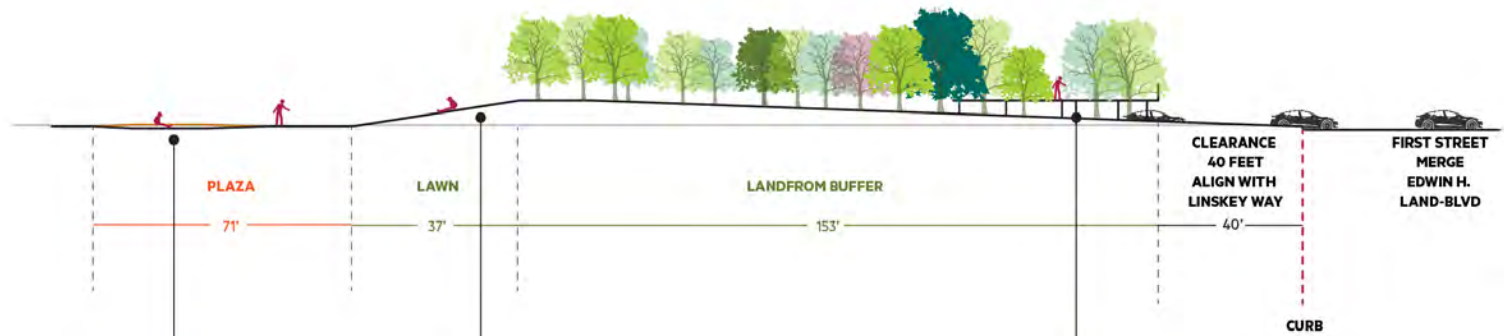 PLAZA
71'
LAWN
37'
LANDFROM BUFFER
153'
CLEARANCE
40 FEET
ALIGN WITH
LINSKEY WAY
40'
CURB
FIRST STREET
MERGE
EDWIN H.
LAND-BLVD